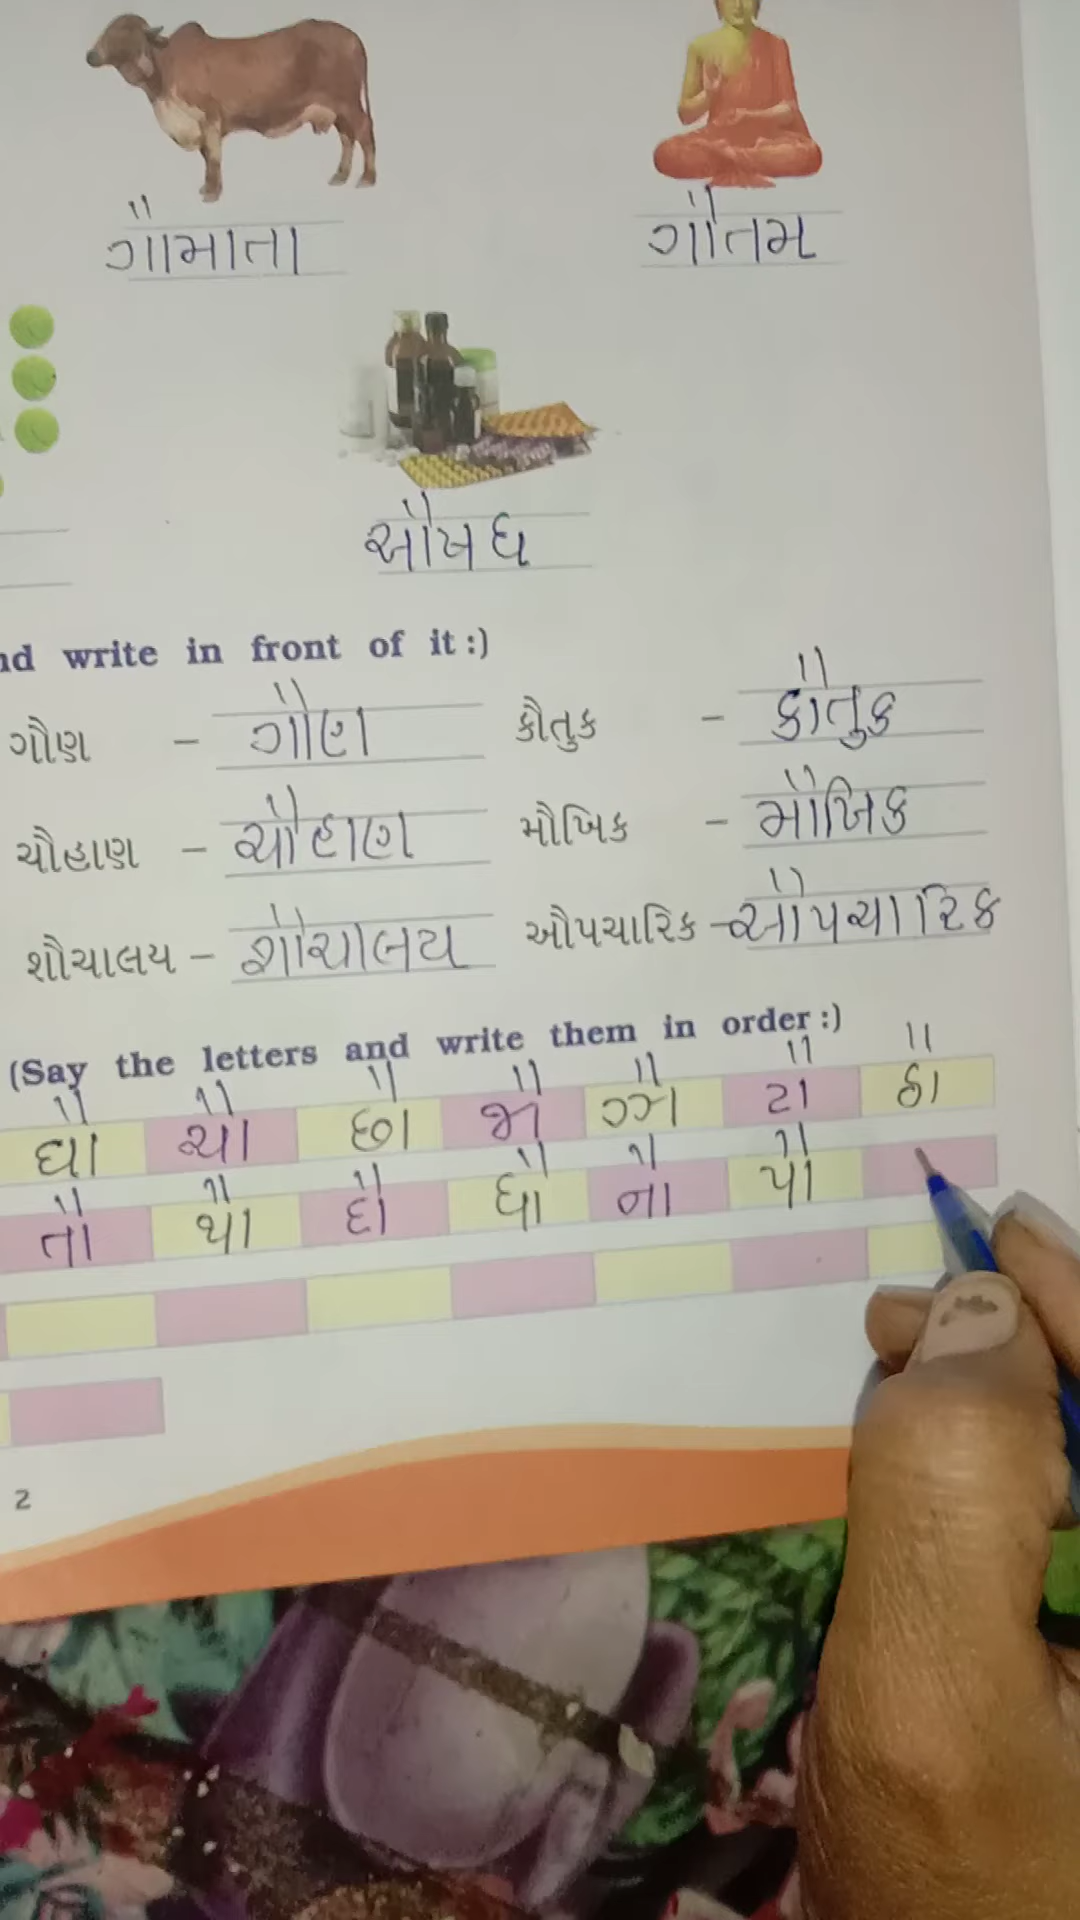 ગૌમાતા ગૌતમ
ઔષધ
nd write in front of it :)
ગૌણ - ગૌણ કૌતુક - કૌતુક
ચૌહાણ - ચૌહાણ મૌખિક - મૌખિક
શૌચાલય - શૌચાલય ઔપચારિક - ઔપચારિક
(Say the letters and write them in order :)
ઘૌ ચૌ છૌ જૌ ઝૌ ટૌ ઠૌ
તૌ થૌ દૌ ધૌ નૌ પૌ
2